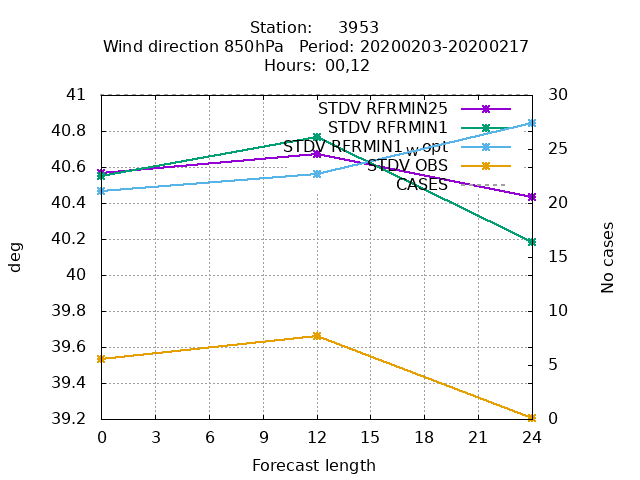 Station: 3953
Wind direction 850hPa Period: 20200203-20200217
Hours: 00,12
41
40.8
40.6
40.4
40.2
40
39.8
39.6
39.4
39.2
30
25
20
15
10
5
0
STDV RFRMIN25
STDV RFRMIN1
STDV RFRMIN1_w_opt
STDV OBS
CASES
deg
No cases
0 3 6 9 12 15 18 21 24
Forecast length